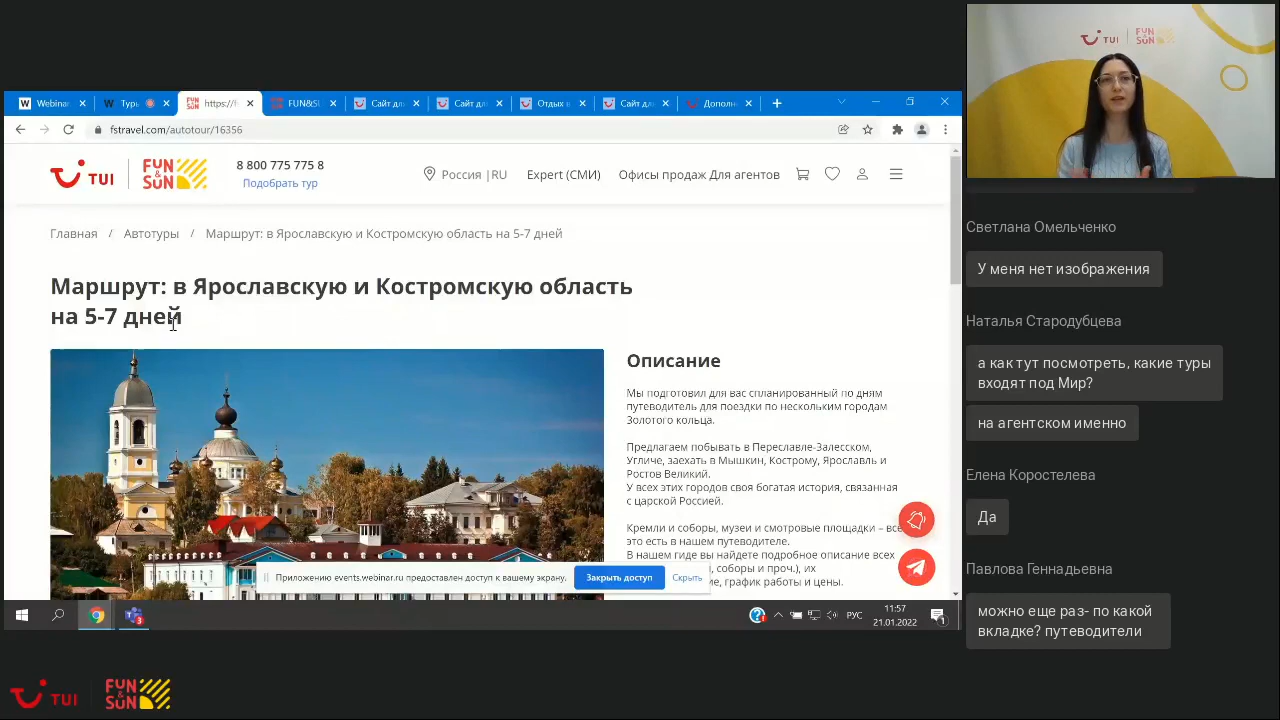 Webinar
Туры
https://f
FUN&SU
Сайт для
Сайт для
Отдых в
Сайт для
Дополн
fstravel.com/autotour/16356
TUI
FUN & SUN
8 800 775 775 8
Подобрать тур
Россия |RU
Expert (СМИ)
Офисы продаж
Для агентов
Главная / Автотуры / Маршрут: в Ярославскую и Костромскую область на 5-7 дней
Маршрут: в Ярославскую и Костромскую область
на 5-7 дней
Описание
Мы подготовил для вас спланированный по дням
путеводитель для поездки по нескольким городам
Золотого кольца.
Предлагаем побывать в Переславле-Залесском,
Угличе, заехать в Мышкин, Кострому, Ярославль и
Ростов Великий.
У всех этих городов своя богатая история, связанная
с царской Россией.
Кремли и соборы, музеи и смотровые площадки – все
это есть в нашем путеводителе.
В нашем гиде вы найдете подробное описание всех
, соборы и проч.), их
график работы и цены.
Приложению events.webinar.ru предоставлен доступ к вашему экрану.
Закрыть доступ
Скрыть
РУС
11:57
21.01.2022
TUI
FUN & SUN
TUI
FUN & SUN
Светлана Омельченко
У меня нет изображения
Наталья Стародубцева
а как тут посмотреть, какие туры
входят под Мир?
на агентском именно
Елена Коростелева
Да
Павлова Геннадьевна
можно еще раз- по какой
вкладке? путеводители